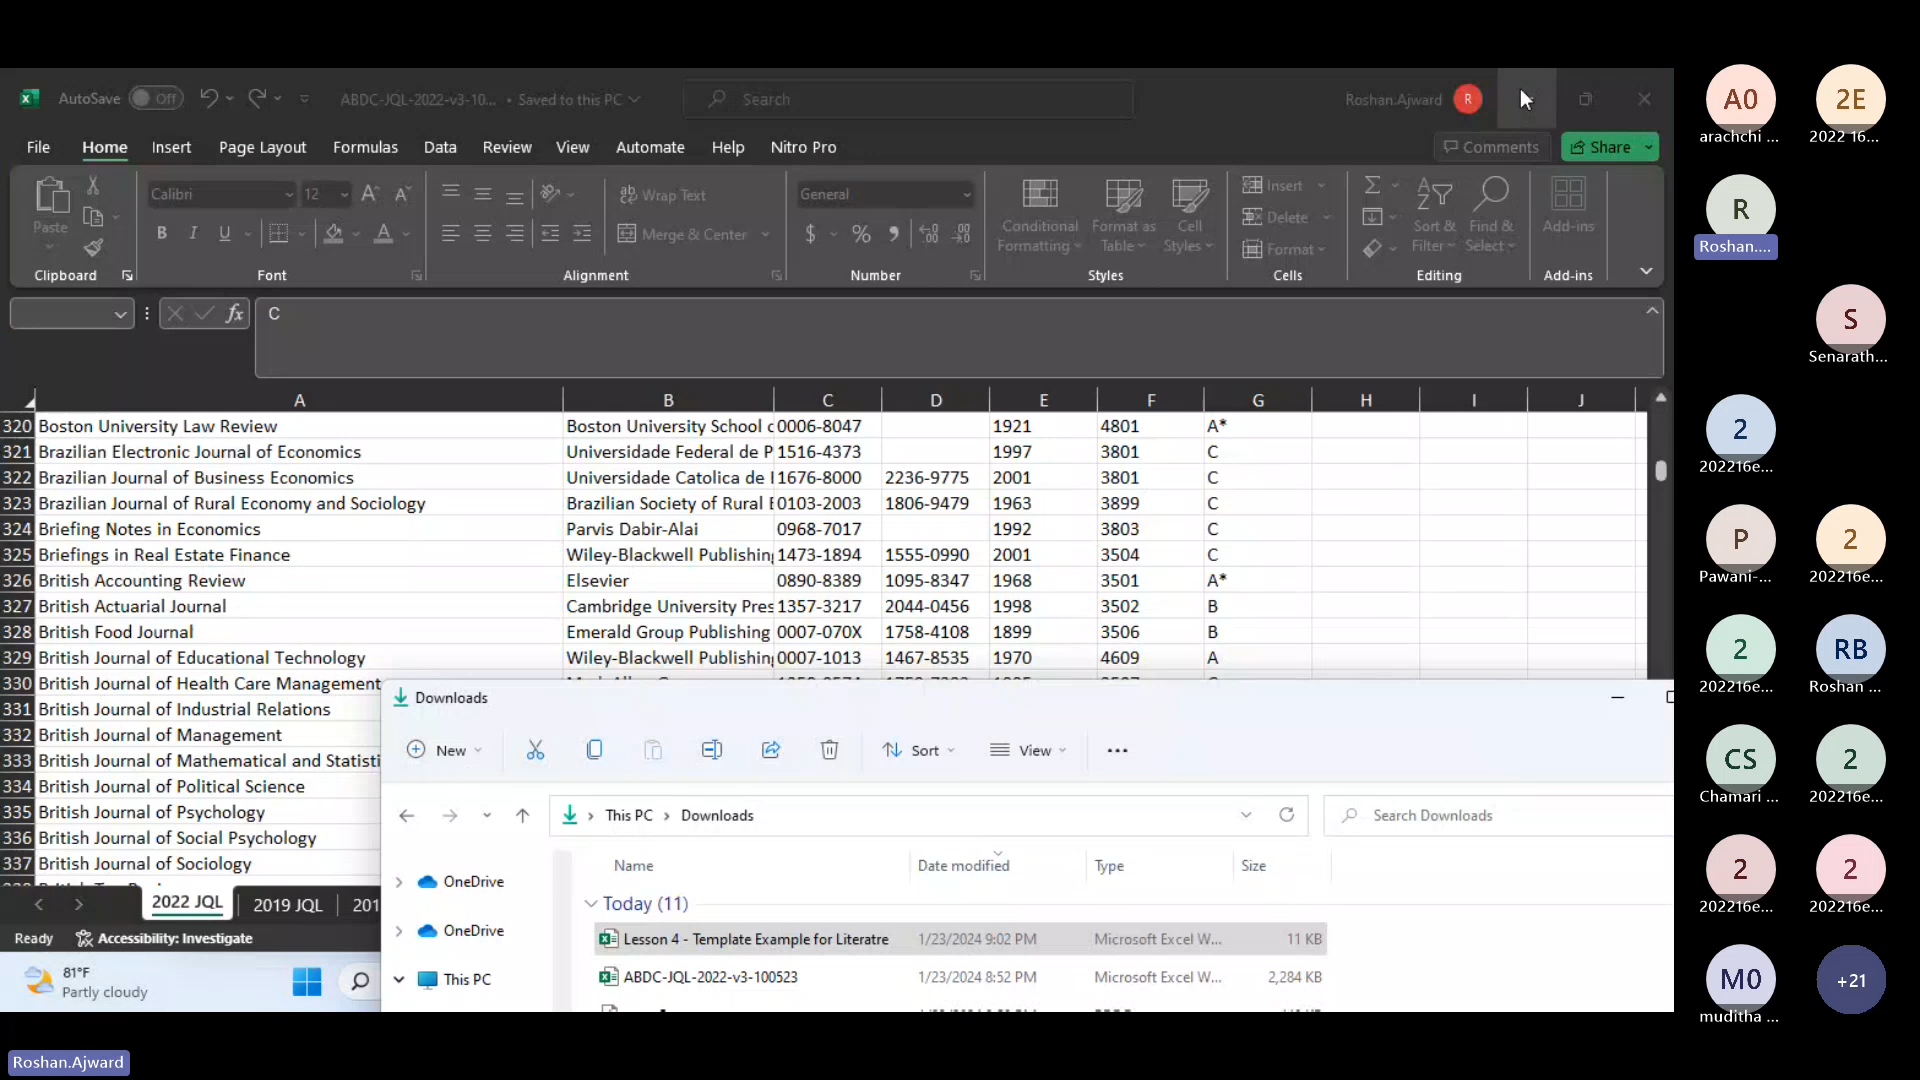 AutoSave Off ABDC-JQL-2022-v3-10... • Saved to this PC Search Roshan.Ajward R
File Home Insert Page Layout Formulas Data Review View Automate Help Nitro Pro Comments Share
Paste Calibri 12 Wrap Text General Conditional Formatting Format as Table Cell Styles Insert Sort & Filter Find & Select Add-ins
B I U Merge & Center $ % Delete
Format
Clipboard Font Alignment Number Styles Cells Editing Add-ins
fx C
A B C D E F G H I J
320 Boston University Law Review Boston University School 0006-8047 1921 4801 A*
321 Brazilian Electronic Journal of Economics Universidade Federal de P 1516-4373 1997 3801 C
322 Brazilian Journal of Business Economics Universidade Catolica de 1676-8000 2236-9775 2001 3801 C
323 Brazilian Journal of Rural Economy and Sociology Brazilian Society of Rural 0103-2003 1806-9479 1963 3899 C
324 Briefing Notes in Economics Parvis Dabir-Alai 0968-7017 1992 3803 C
325 Briefings in Real Estate Finance Wiley-Blackwell Publishing 1473-1894 1555-0990 2001 3504 C
326 British Accounting Review Elsevier 0890-8389 1095-8347 1968 3501 A*
327 British Actuarial Journal Cambridge University Pres 1357-3217 2044-0456 1998 3502 B
328 British Food Journal Emerald Group Publishing 0007-070X 1758-4108 1899 3506 B
329 British Journal of Educational Technology Wiley-Blackwell Publishing 0007-1013 1467-8535 1970 4609 A
330 British Journal of Health Care Management
331 British Journal of Industrial Relations
332 British Journal of Management
333 British Journal of Mathematical and Statisti
334 British Journal of Political Science
335 British Journal of Psychology
336 British Journal of Social Psychology
337 British Journal of Sociology
2022 JQL 2019 JQL 201
Ready Accessibility: Investigate
81°F
Partly cloudy
Downloads
New Sort View ...
This PC > Downloads Search Downloads
Name Date modified Type Size
OneDrive
Today (11)
OneDrive
Lesson 4 - Template Example for Literatre 1/23/2024 9:02 PM Microsoft Excel W... 11 KB
This PC
ABDC-JQL-2022-v3-100523 1/23/2024 8:52 PM Microsoft Excel W... 2,284 KB
A0 2E
arachchi ... 2022 16...
R
Roshan....
S
Senarath...
2
202216e...
P 2
Pawani-... 202216e...
2 RB
202216e... Roshan ...
CS 2
Chamari ... 202216e...
2 2
202216e... 202216e...
M0 +21
muditha ...
Roshan.Ajward